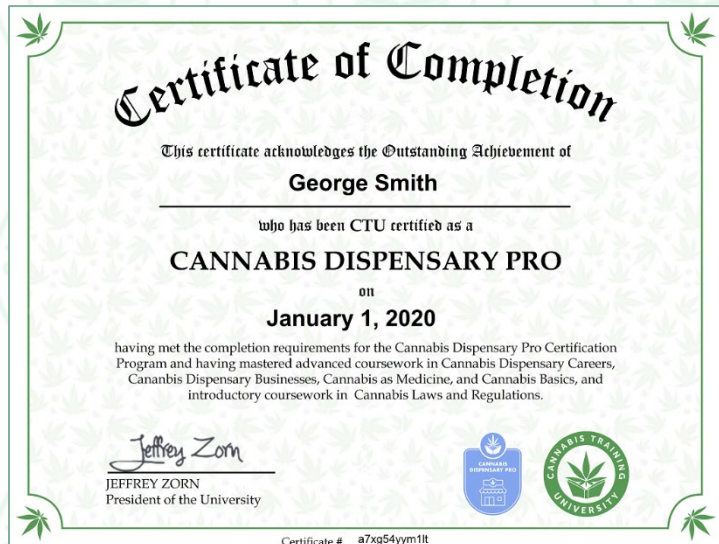 Certificate of Completion
This certificate acknowledges the Outstanding Achievement of
George Smith
who has been CTU certified as a
CANNABIS DISPENSARY PRO
on
January 1, 2020
having met the completion requirements for the Cannabis Dispensary Pro Certification
Program and having mastered advanced coursework in Cannabis Dispensary Careers,
Cananbis Dispensary Businesses, Cannabis as Medicine, and Cannabis Basics, and
introductory coursework in Cannabis Laws and Regulations.
Jeffrey Zorn
JEFFREY ZORN
President of the University
CANNABIS
DISPENSARY PRO
CANNABIS TRAINING
UNIVERSITY
Certificate # a7xg54yym1lt